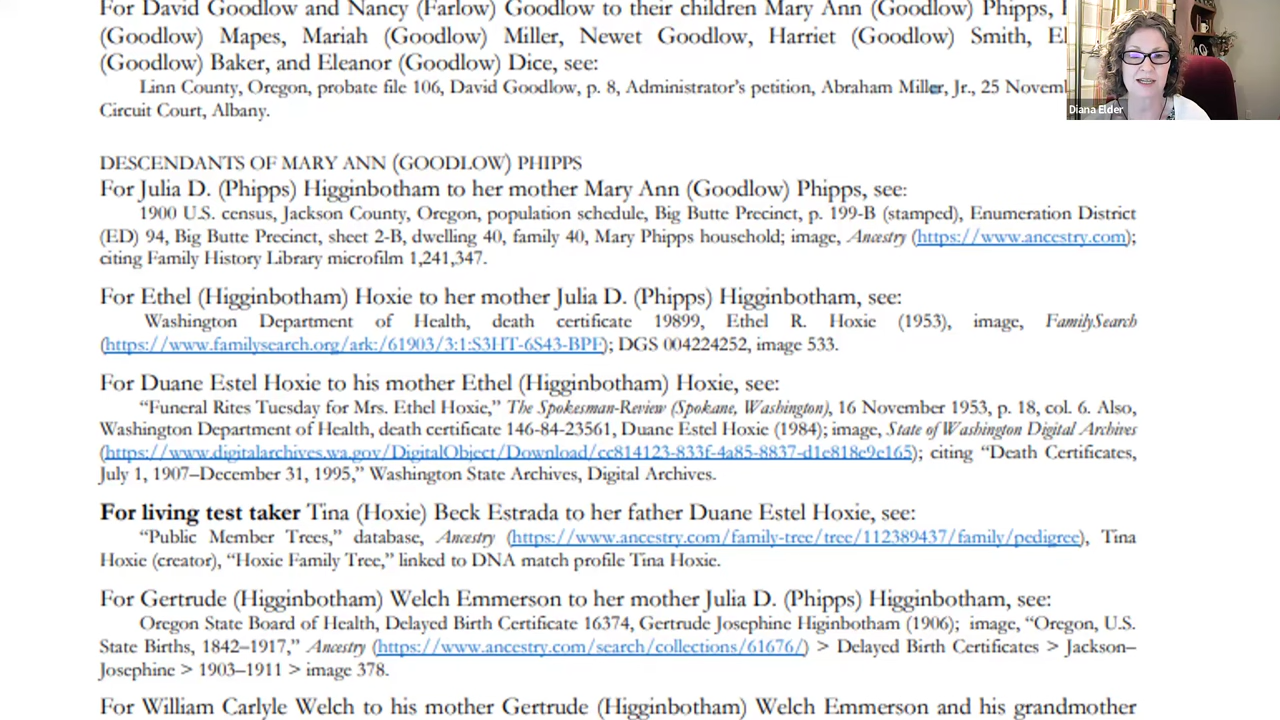 For David Goodlow and Nancy (Farlow) Goodlow to their children Mary Ann (Goodlow) Phipps,
(Goodlow) Mapes, Mariah (Goodlow) Miller, Newet Goodlow, Harriet (Goodlow) Smith,
(Goodlow) Baker, and Eleanor (Goodlow) Dice, see:
Linn County, Oregon, probate file 106, David Goodlow, p. 8, Administrator's petition, Abraham Miller, Jr., 25
Circuit Court, Albany.
Diana Elder
DESCENDANTS OF MARY ANN (GOODLOW) PHIPPS
For Julia D. (Phipps) Higginbotham to her mother Mary Ann (Goodlow) Phipps, see:
1900 U.S. census, Jackson County, Oregon, population schedule, Big Butte Precinct, p. 199-B (stamped), Enumeration District
(ED) 94, Big Butte Precinct, sheet 2-B, dwelling 40, family 40, Mary Phipps household; image, Ancestry (https://www.ancestry.com);
citing Family History Library microfilm 1,241,347.
For Ethel (Higginbotham) Hoxie to her mother Julia D. (Phipps) Higginbotham, see:
Washington Department of Health, death certificate 19899, Ethel R. Hoxie (1953), image, FamilySearch
(https://www.familysearch.org/ark:/61903/3:1:S3HT-6S43-BPF); DGS 004224252, image 533.
For Duane Estel Hoxie to his mother Ethel (Higginbotham) Hoxie, see:
“Funeral Rites Tuesday for Mrs. Ethel Hoxie,” The Spokesman-Review (Spokane, Washington), 16 November 1953, p. 18, col. 6. Also,
Washington Department of Health, death certificate 146-84-23561, Duane Estel Hoxie (1984); image, State of Washington Digital Archives
(https://www.digitalarchives.wa.gov/DigitalObject/Download/cc814123-833f-4a85-8837-d1e818e9e165); citing “Death Certificates,
July 1, 1907–December 31, 1995,” Washington State Archives, Digital Archives.
For living test taker Tina (Hoxie) Beck Estrada to her father Duane Estel Hoxie, see:
“Public Member Trees,” database, Ancestry (https://www.ancestry.com/family-tree/tree/112389437/family/pedigree), Tina
Hoxie (creator), “Hoxie Family Tree,” linked to DNA match profile Tina Hoxie.
For Gertrude (Higginbotham) Welch Emmerson to her mother Julia D. (Phipps) Higginbotham, see:
Oregon State Board of Health, Delayed Birth Certificate 16374, Gertrude Josephine Higinbotham (1906); image, “Oregon, U.S.
State Births, 1842–1917,” Ancestry (https://www.ancestry.com/search/collections/61676/) > Delayed Birth Certificates > Jackson–
Josephine > 1903–1911 > image 378.
For William Carlyle Welch to his mother Gertrude (Higginbotham) Welch Emmerson and his grandmother